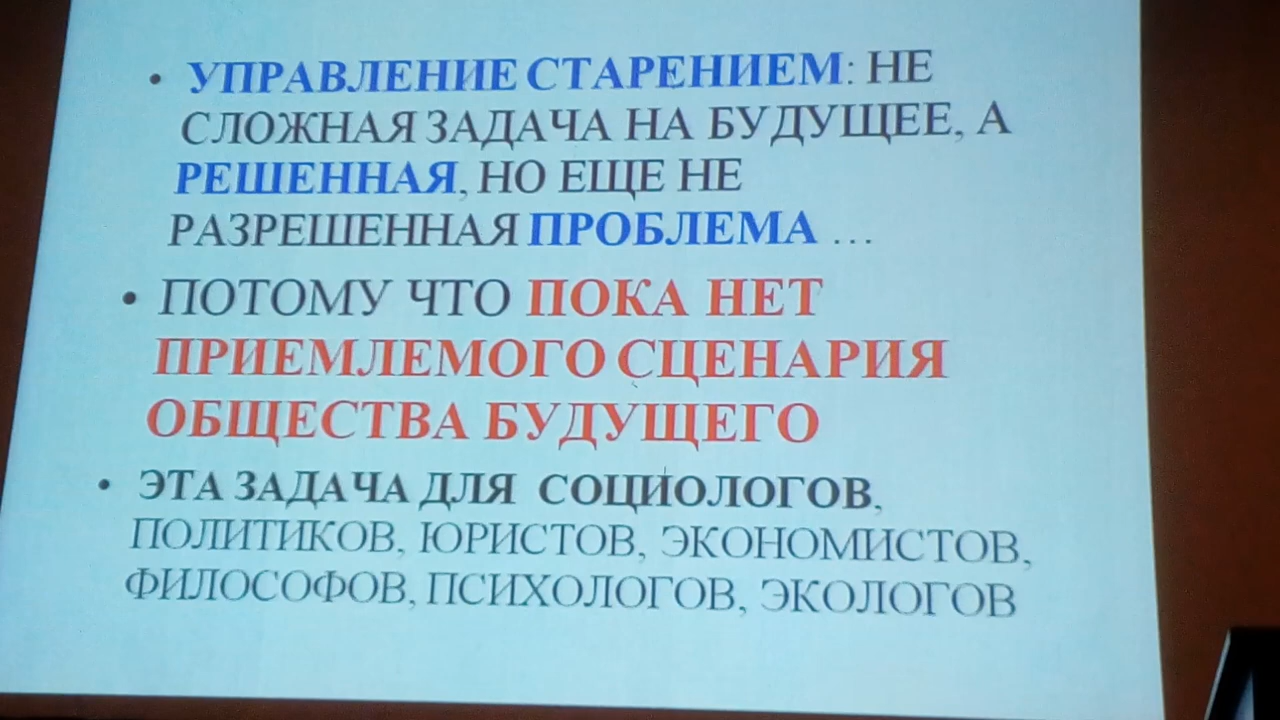 • УПРАВЛЕНИЕ СТАРЕНИЕМ: НЕ
СЛОЖНАЯ ЗАДАЧА НА БУДУЩЕЕ, А
РЕШЕННАЯ, НО ЕЩЕ НЕ
РАЗРЕШЕННАЯ ПРОБЛЕМА …
• ПОТОМУ ЧТО ПОКА НЕТ
ПРИЕМЛЕМОГО СЦЕНАРИЯ
ОБЩЕСТВА БУДУЩЕГО
• ЭТА ЗАДАЧА ДЛЯ СОЦИОЛОГОВ,
ПОЛИТИКОВ, ЮРИСТОВ, ЭКОНОМИСТОВ,
ФИЛОСОФОВ, ПСИХОЛОГОВ, ЭКОЛОГОВ